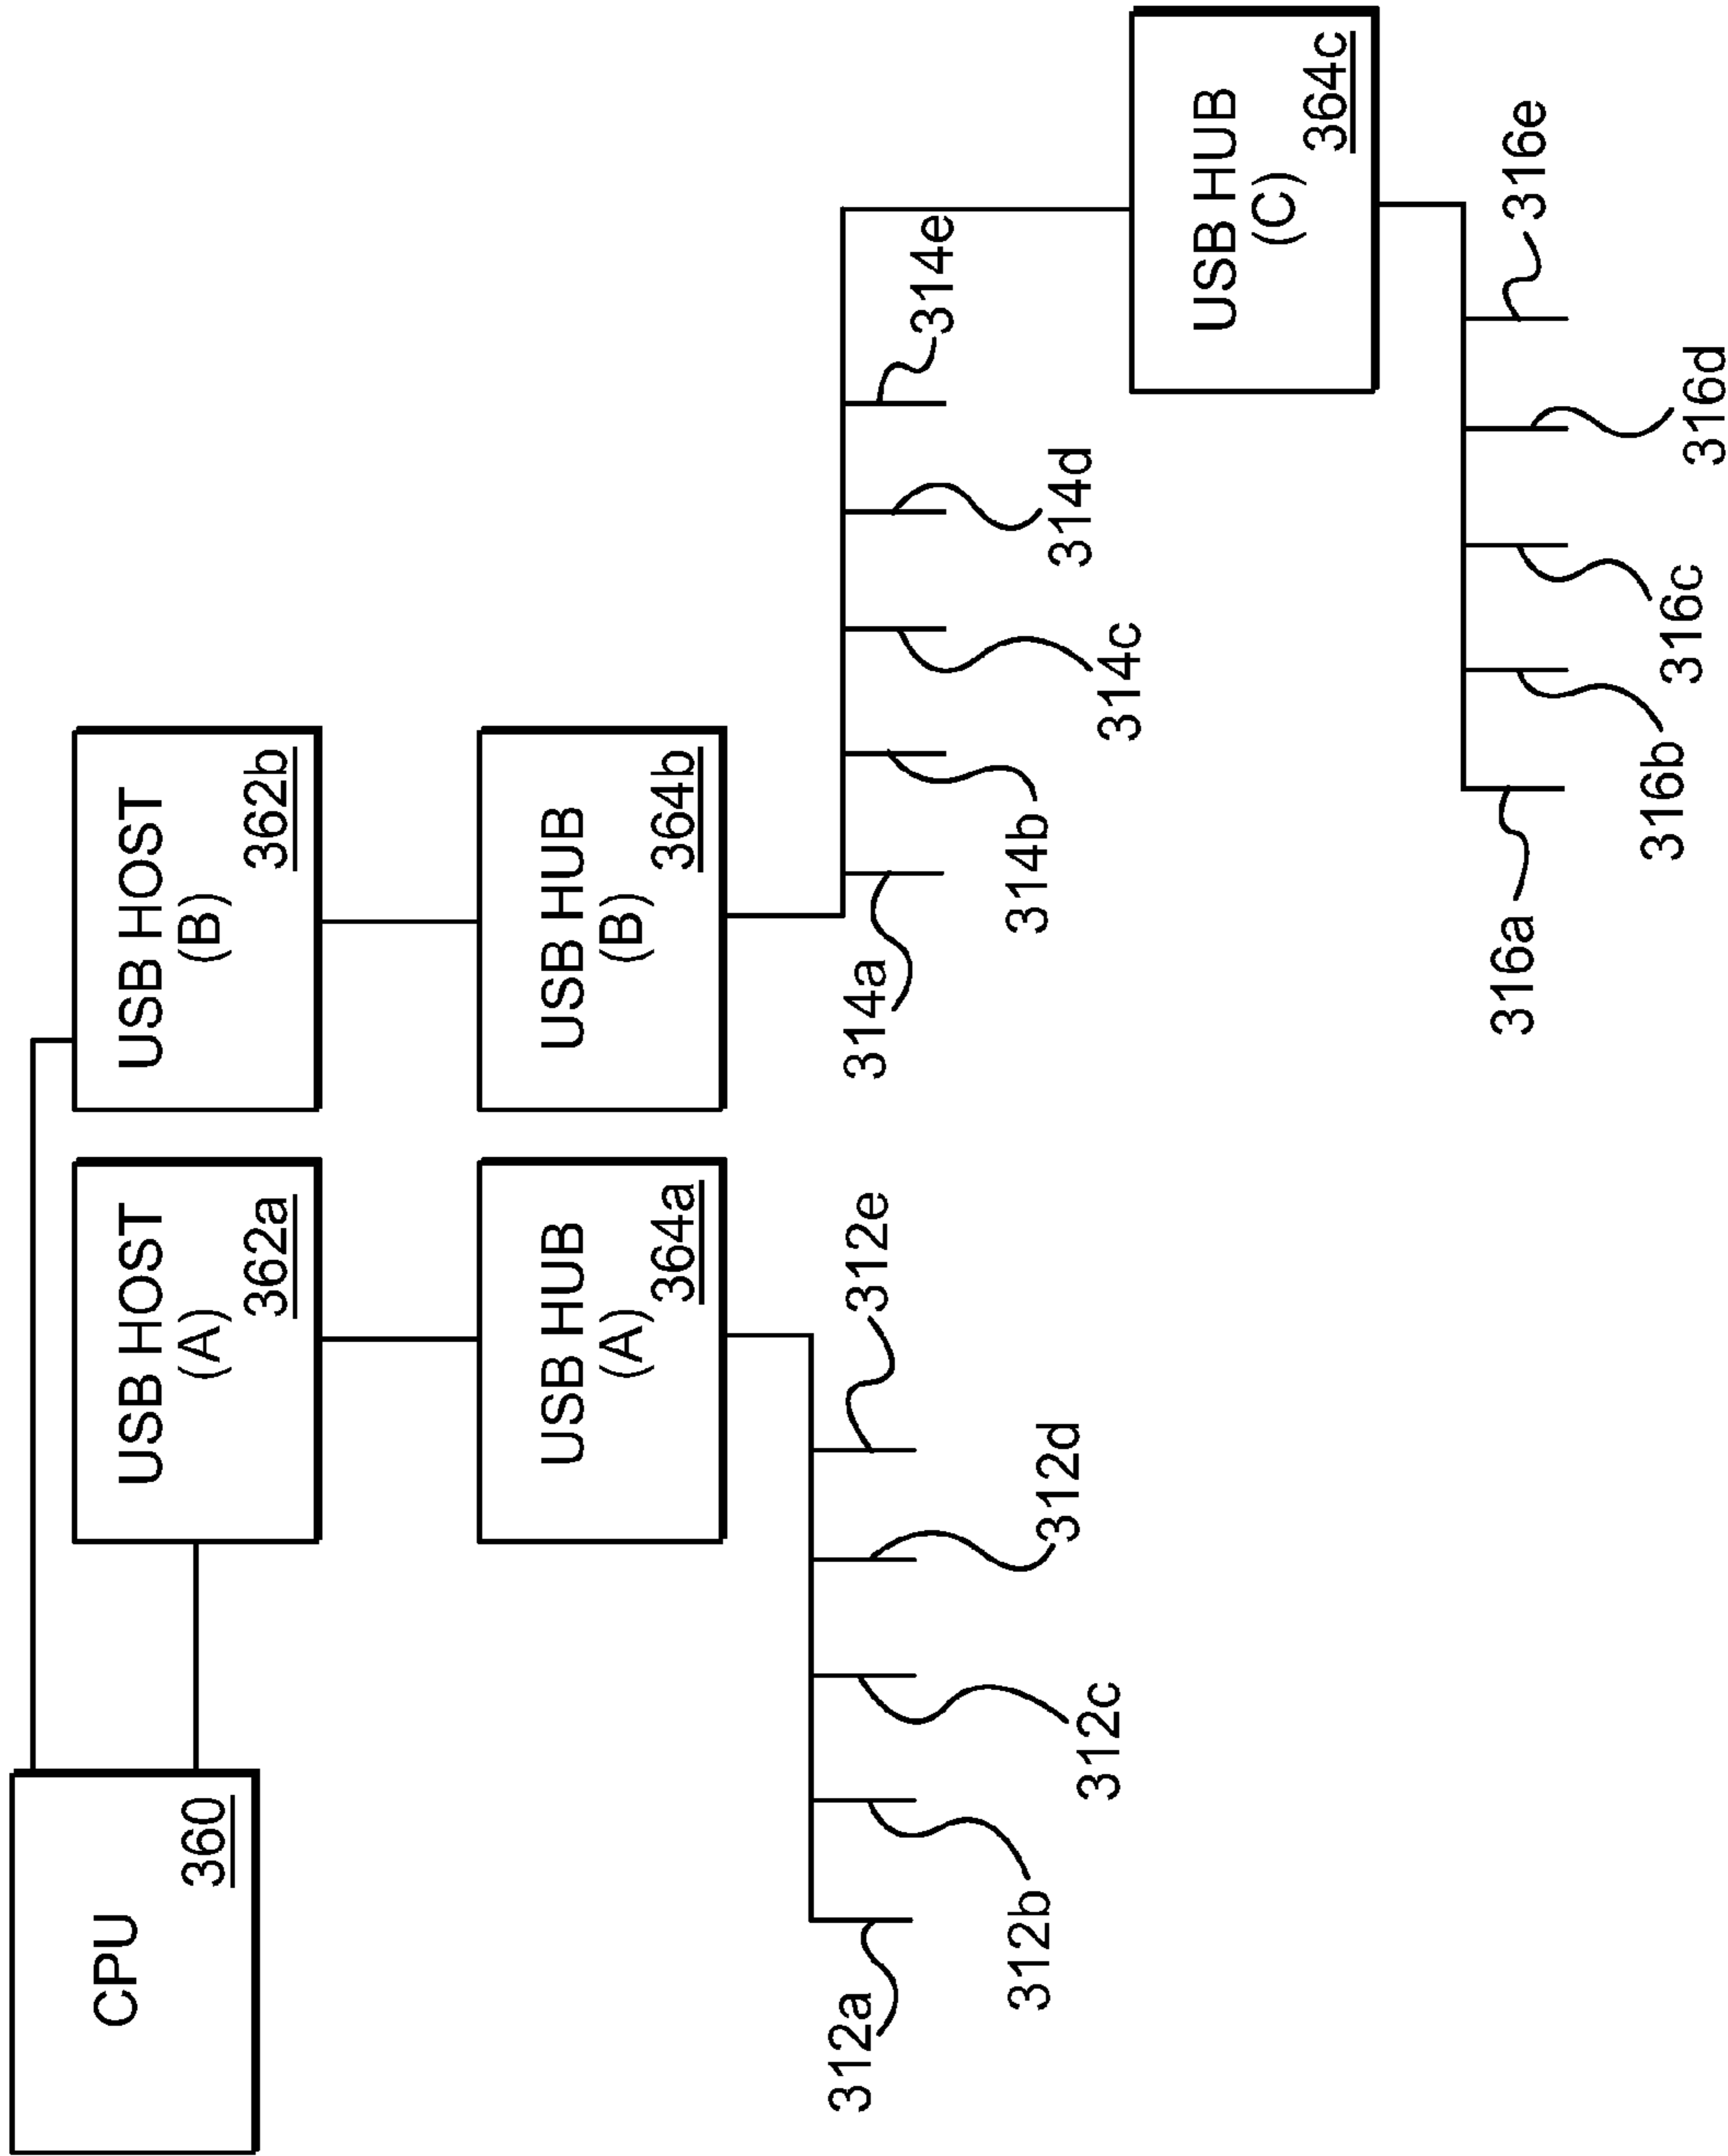 CPU
360
USB HOST
(A)
362a
USB HOST
(B)
362b
USB HUB
(A)
364a
USB HUB
(B)
364b
312a
312b
312c
312d
312e
314a
314b
314c
314d
314e
USB HUB
(C)
364c
316a
316b
316c
316d
316e